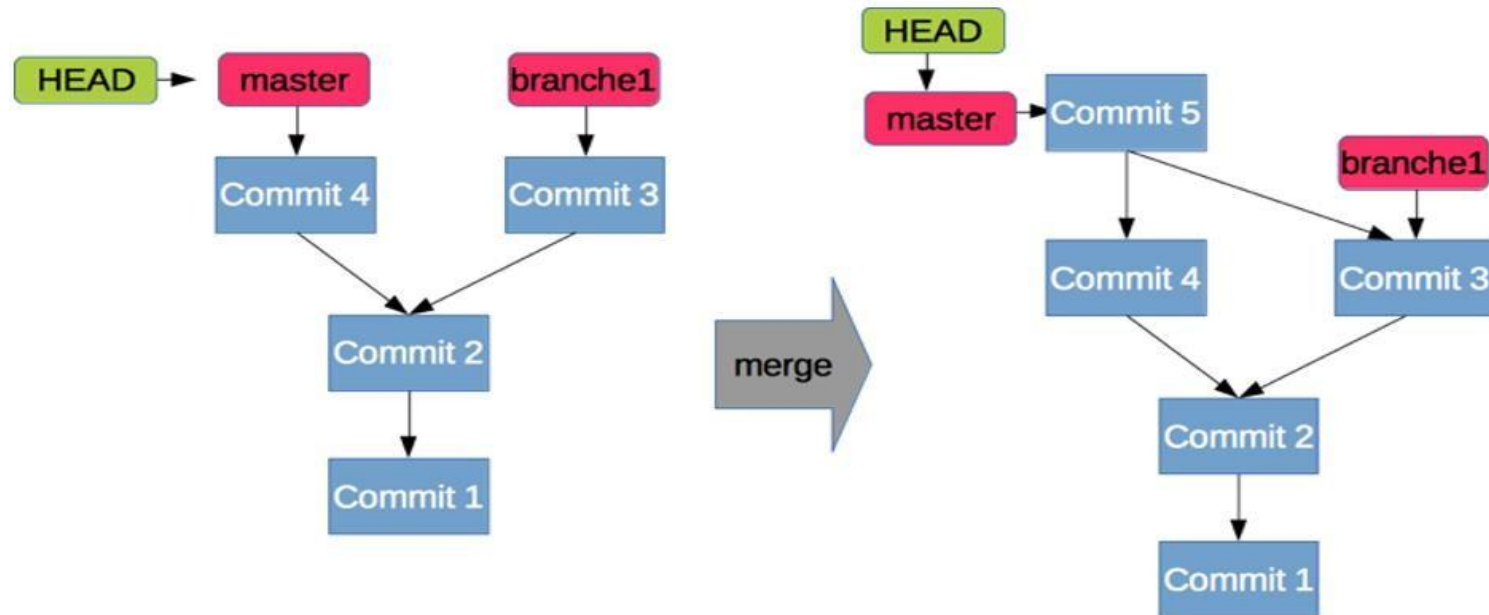 HEAD
master
branche1
Commit 4
Commit 3
Commit 2
Commit 1
merge
HEAD
master
Commit 5
branche1
Commit 4
Commit 3
Commit 2
Commit 1